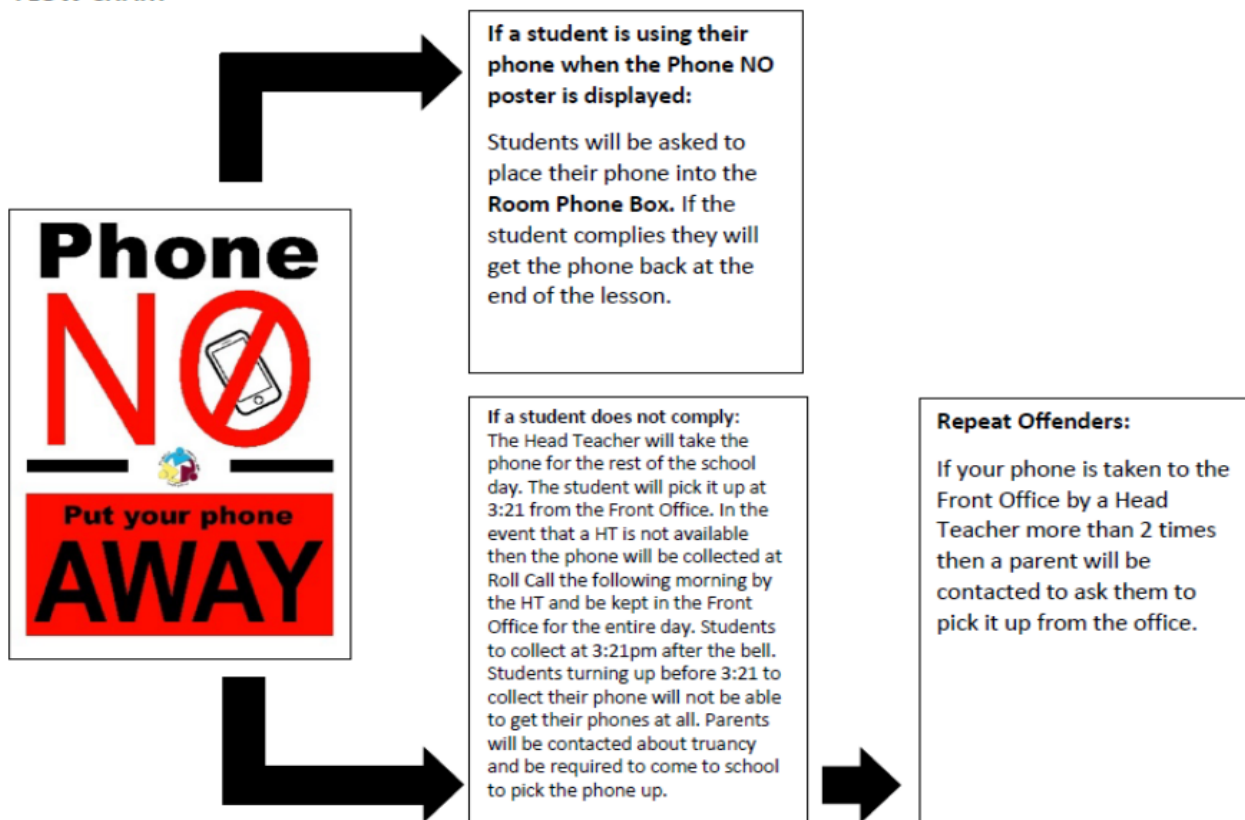 If a student is using their
phone when the Phone NO
poster is displayed:
Students will be asked to
place their phone into the
Room Phone Box. If the
student complies they will
get the phone back at the
end of the lesson.
Phone
NO
Put your phone
AWAY
If a student does not comply:
The Head Teacher will take the
phone for the rest of the school
day. The student will pick it up at
3:21 from the Front Office. In the
event that a HT is not available
then the phone will be collected at
Roll Call the following morning by
the HT and be kept in the Front
Office for the entire day. Students
to collect at 3:21pm after the bell.
Students turning up before 3:21 to
collect their phone will not be able
to get their phones at all. Parents
will be contacted about truancy
and be required to come to school
to pick the phone up.
Repeat Offenders:
If your phone is taken to the
Front Office by a Head
Teacher more than 2 times
then a parent will be
contacted to ask them to
pick it up from the office.